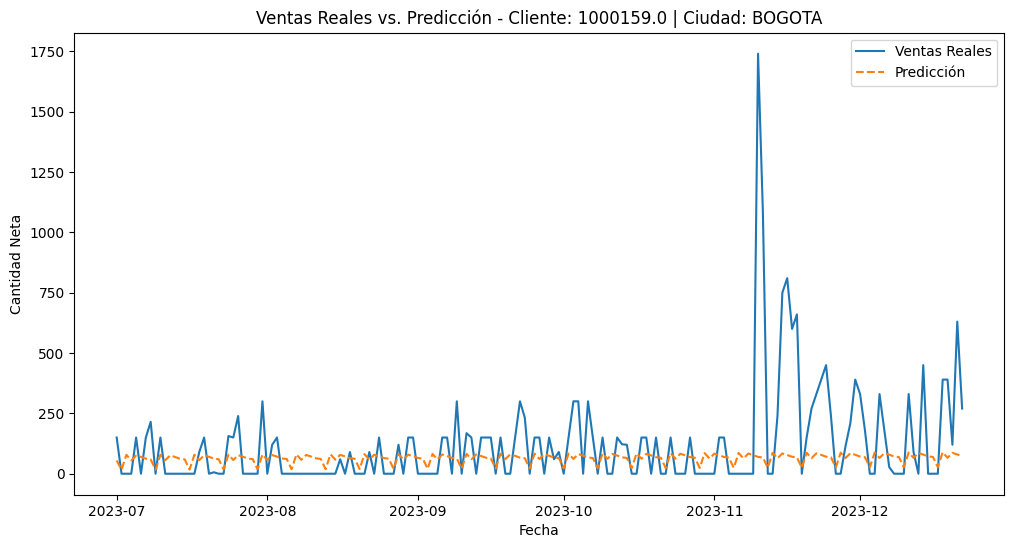 Ventas Reales vs. Predicción - Cliente: 1000159.0 | Ciudad: BOGOTA
Ventas Reales
Predicción
Cantidad Neta
1750
1500
1250
1000
750
500
250
0
2023-07
2023-08
2023-09
2023-10
2023-11
2023-12
Fecha